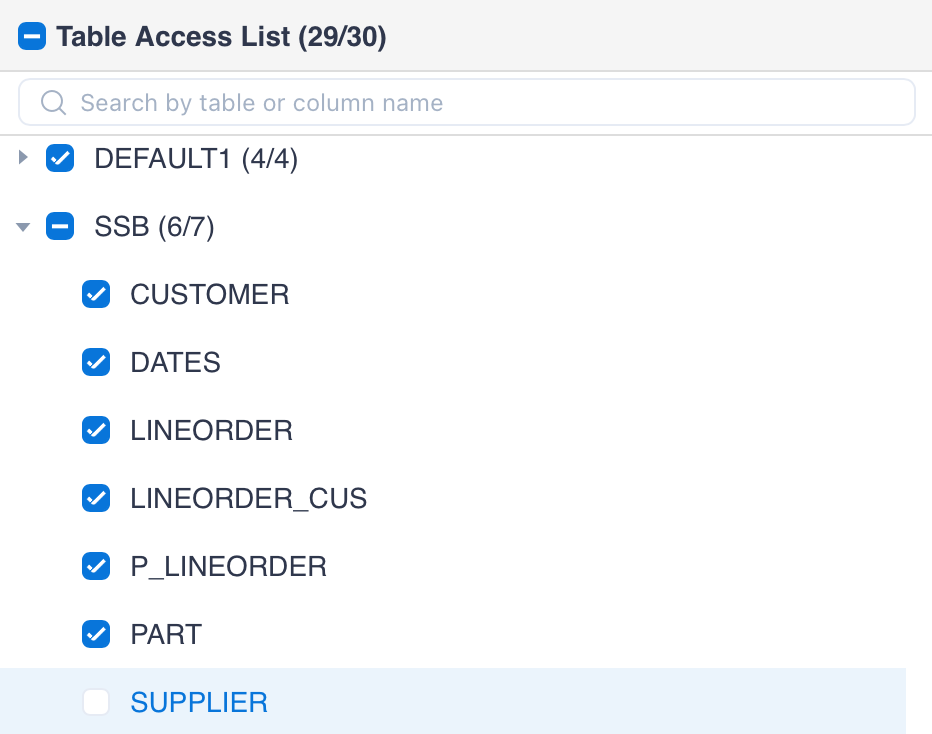 Table Access List (29/30)
Search by table or column name
DEFAULT1 (4/4)
SSB (6/7)
CUSTOMER
DATES
LINEORDER
LINEORDER_CUS
P_LINEORDER
PART
SUPPLIER